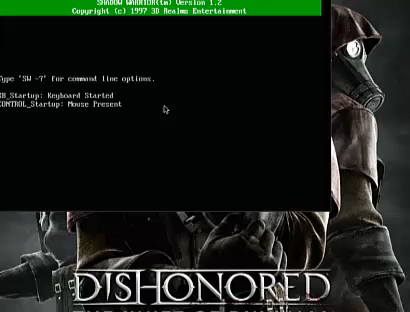 SHADOW WARRIOR(tm) Version 1.2
Copyright (c) 1997 3D Realms Entertainment
Type 'SW -?' for command line options.
KB_Startup: Keyboard Started
CONTROL_Startup: Mouse Present
DISHONORED